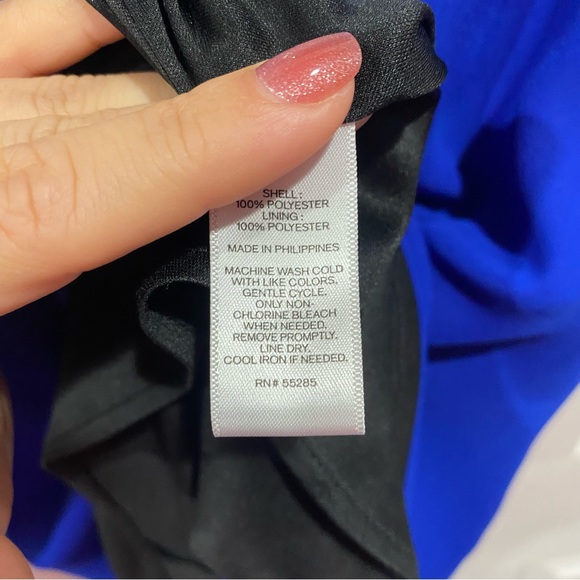 SHELL:
100% POLYESTER
LINING:
100% POLYESTER
MADE IN PHILIPPINES
MACHINE WASH COLD
WITH LIKE COLORS,
GENTLE CYCLE.
ONLY NON-
CHLORINE BLEACH
WHEN NEEDED.
REMOVE PROMPTLY.
LINE DRY.
COOL IRON IF NEEDED.
RN# 55285